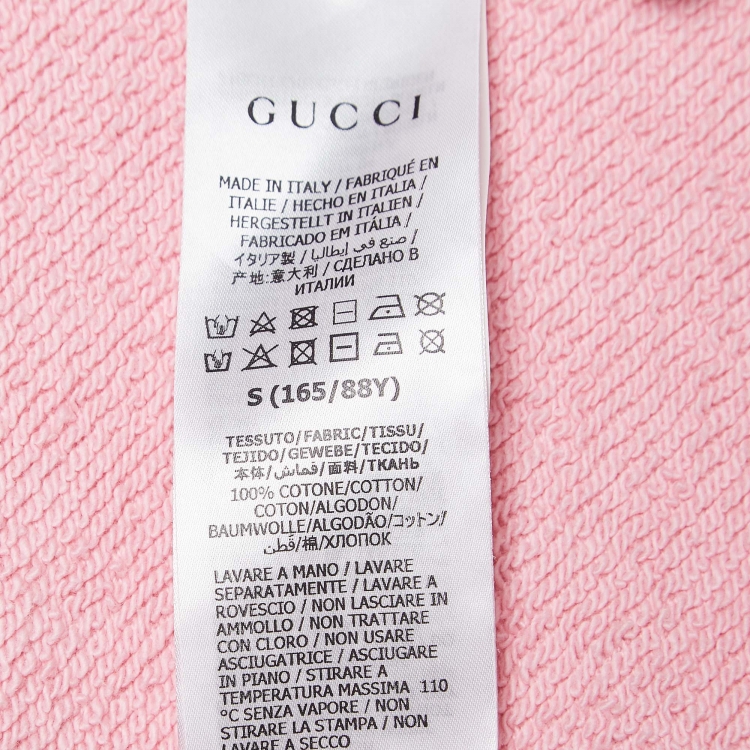 GUCCI
MADE IN ITALY / FABRIQUÉ EN
ITALIE / HECHO EN ITALIA /
HERGESTELLT IN ITALIEN /
FABRICADO EM ITÁLIA /
イタリア製 / صنع في إيطاليا /
产地:意大利 / СДЕЛАНО В
ИТАЛИИ
S (165/88Y)
TESSUTO/FABRIC/TISSU/
TEJIDO/GEWEBE/TECIDO/
本体/قماش/面料/ТКАНЬ
100% COTONE/COTTON/
COTON/ALGODON/
BAUMWOLLE/ALGODÃO/コットン/
قطن/棉/ХЛОПОК
LAVARE A MANO / LAVARE
SEPARATAMENTE / LAVARE A
ROVESCIO / NON LASCIARE IN
AMMOLLO / NON TRATTARE
CON CLORO / NON USARE
ASCIUGATRICE / ASCIUGARE
IN PIANO / STIRARE A
TEMPERATURA MASSIMA 110
°C SENZA VAPORE / NON
STIRARE LA STAMPA / NON
LAVARE A SECCO